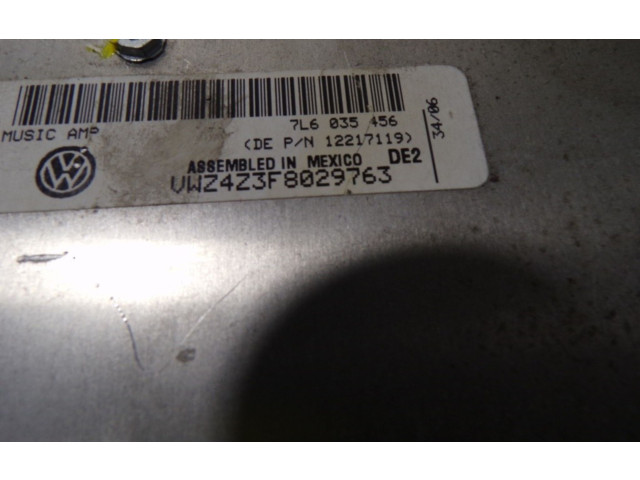 7L6 035 456
MUSIC AMP
(DE P/N 12217119)
ASSEMBLED IN MEXICO DE2
VWZ4Z3F8029763
34/06